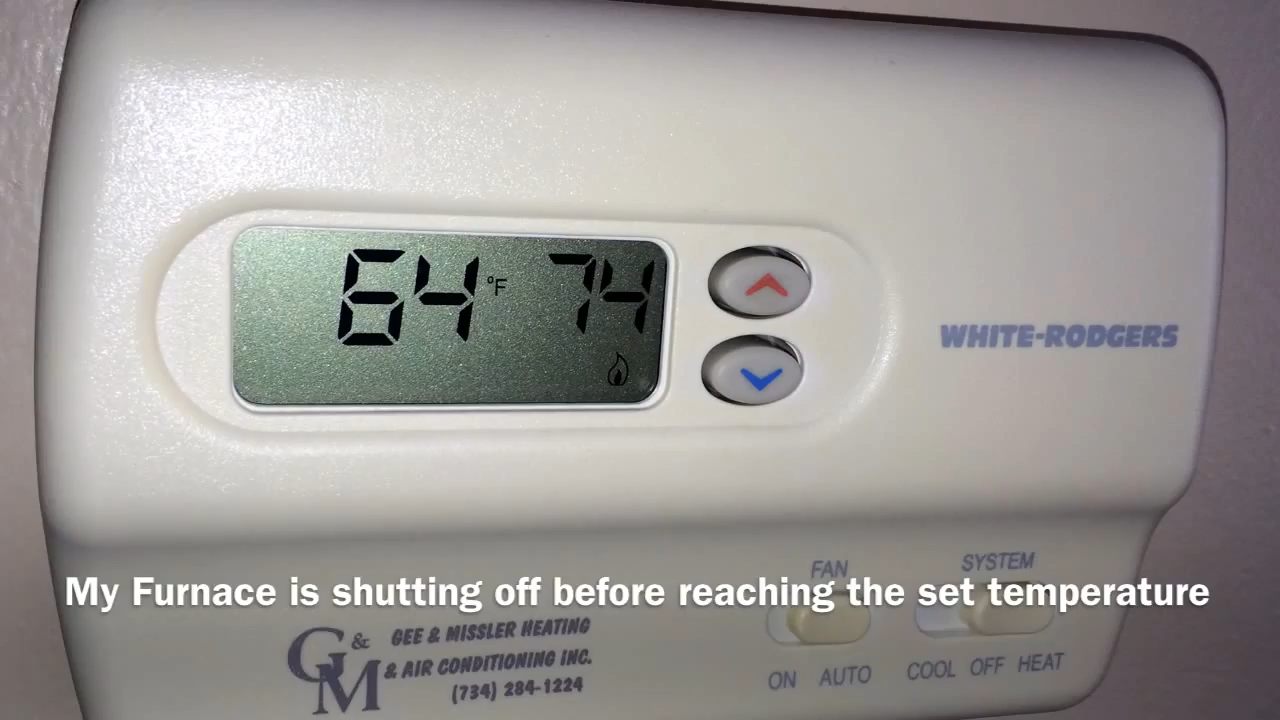 64 °F 74
WHITE-RODGERS
FAN
SYSTEM
My Furnace is shutting off before reaching the set temperature
G&M
GEE & MISSLER HEATING
& AIR CONDITIONING INC.
(734) 284-1224
ON AUTO
COOL OFF HEAT